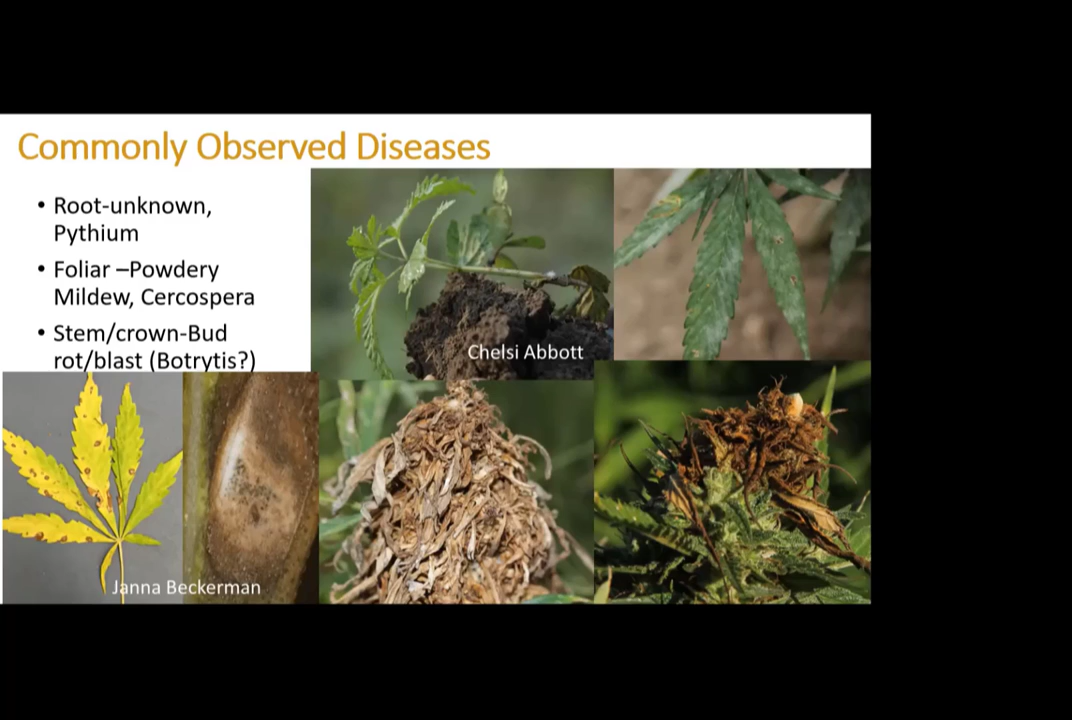 Commonly Observed Diseases
• Root-unknown,
Pythium
• Foliar –Powdery
Mildew, Cercospera
• Stem/crown-Bud
rot/blast (Botrytis?)
Chelsi Abbott
Janna Beckerman